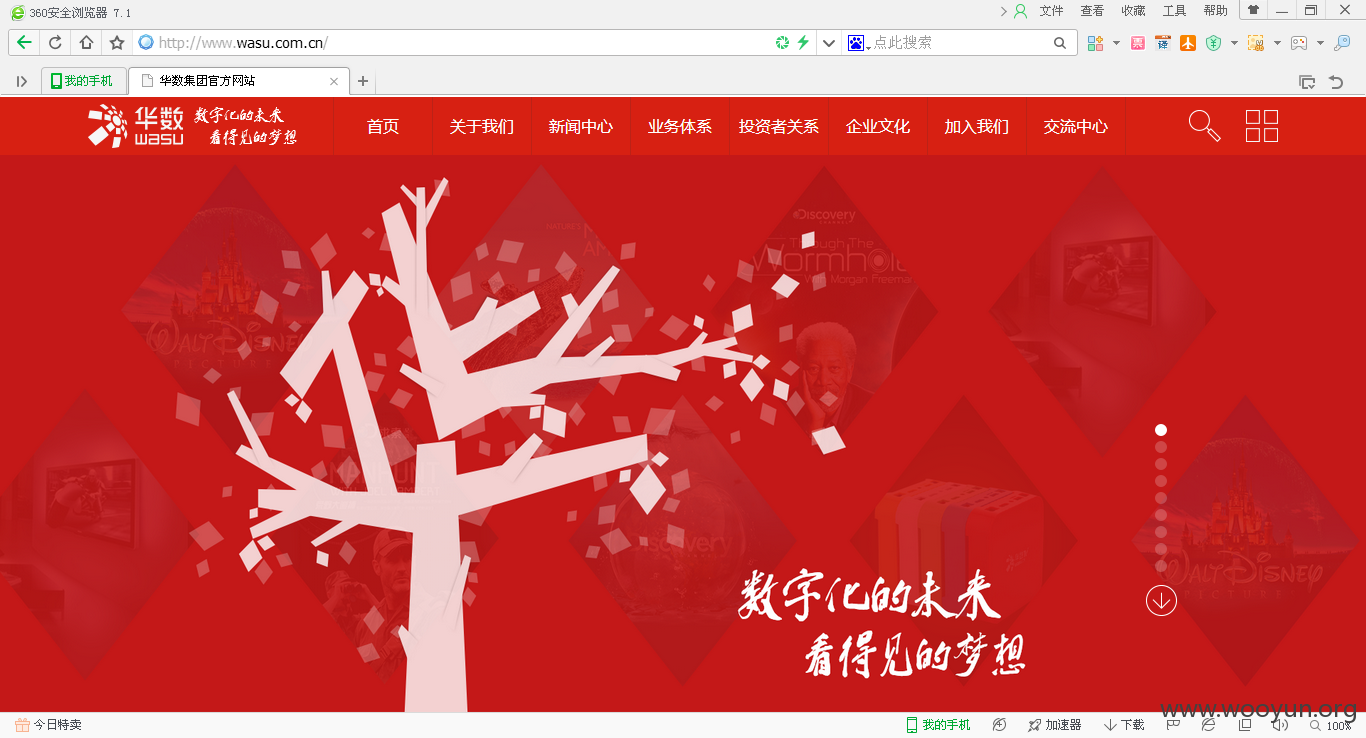 360安全浏览器 7.1
文件 查看 收藏 工具 帮助
http://www.wasu.com.cn/
点此搜索
我的手机
华数集团官方网站
华数
wasu
数字化的未来
看得见的梦想
首页 关于我们 新闻中心 业务体系 投资者关系 企业文化 加入我们 交流中心
Discovery
CHANNEL
Through The
Wormhole
With Morgan Freeman
WALT DISNEY
PICTURES
Discovery
WALT DISNEY
PICTURES
数字化的未来
看得见的梦想
今日特卖
我的手机
加速器
下载
100%
www.wooyun.org